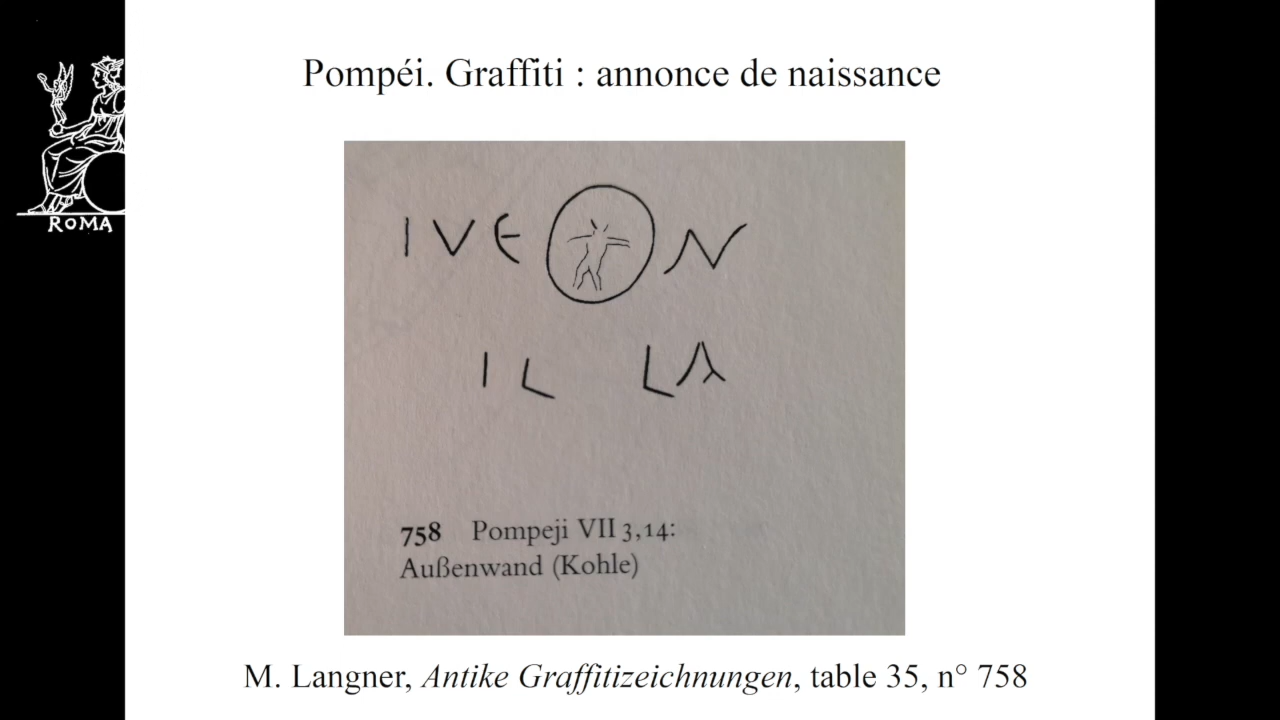 Pompéi. Graffiti : annonce de naissance
ROMA
IVE N
IL LA
758 Pompeji VII 3,14:
Außenwand (Kohle)
M. Langner, Antike Graffitizeichnungen, table 35, n° 758